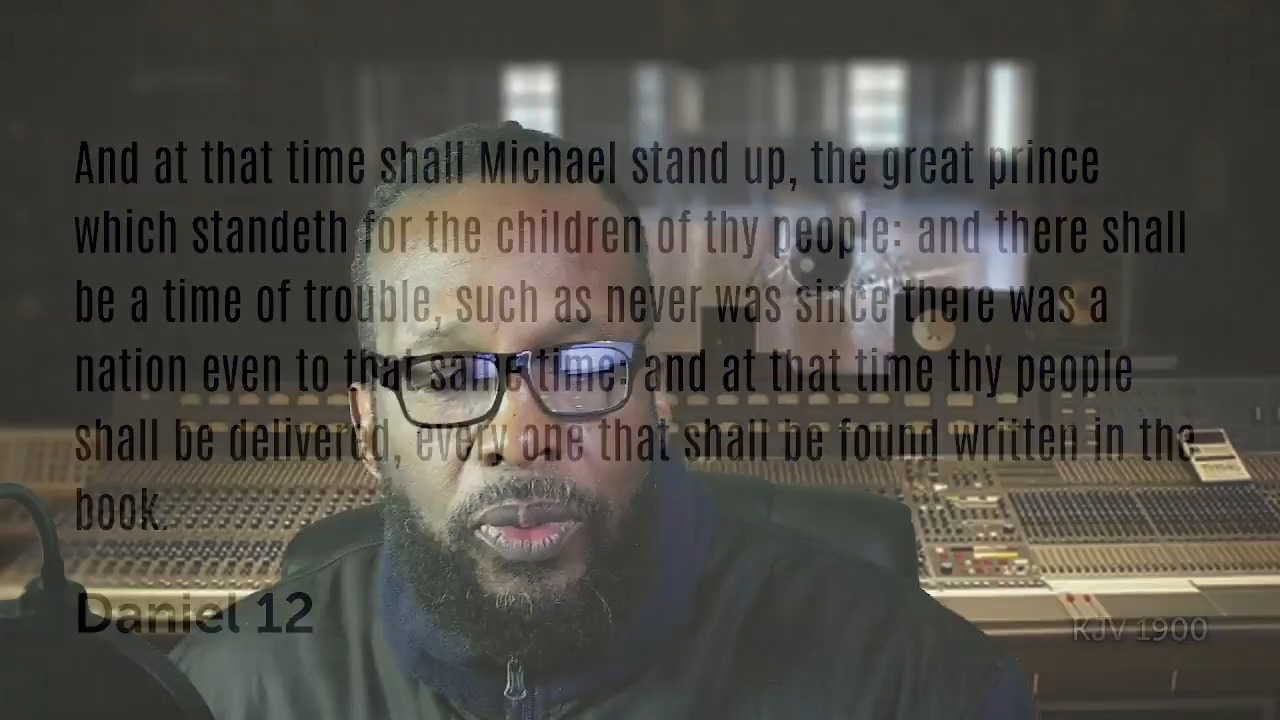 And at that time shall Michael stand up, the great prince
which standeth for the children of thy people: and there shall
be a time of trouble, such as never was since there was a
nation even to that same time: and at that time thy people
shall be delivered, every one that shall be found written in the
book.
Daniel 12
KJV 1900